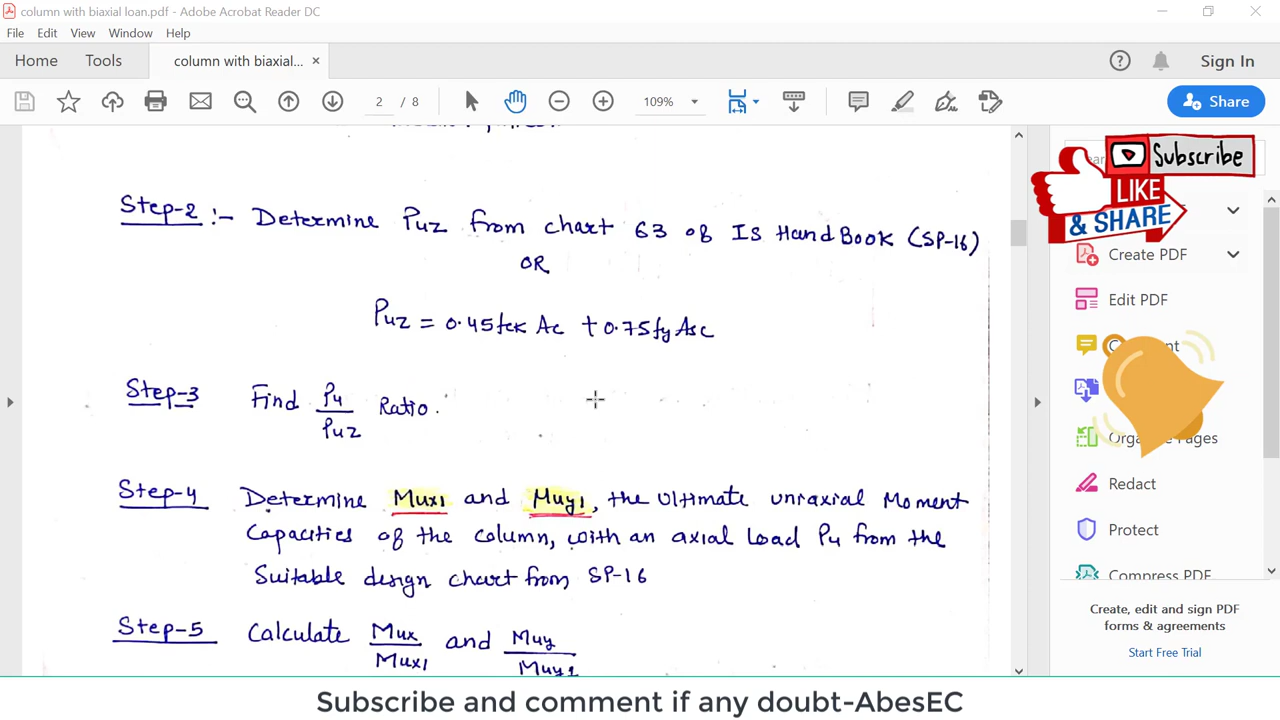 column with biaxial loan.pdf - Adobe Acrobat Reader DC
File Edit View Window Help
Home Tools column with biaxial... × Sign In
2 / 8 109% Share
Step-2 :- Determine Puz from chart 63 of IS HandBook (SP-16)
OR
Puz = 0.45fck Ac + 0.75fy Asc
Step-3 Find Pu/Puz Ratio.
Step-4 Determine Mux1 and Muy1, the Ultimate uniaxial Moment
Capacities of the column, with an axial Load Pu from the
Suitable design chart from SP-16
Step-5 Calculate Mux/Mux1 and Muy/Muy1
Subscribe
LIKE
& SHARE
Create PDF
Edit PDF
Organize Pages
Redact
Protect
Compress PDF
Create, edit and sign PDF
forms & agreements
Start Free Trial
Subscribe and comment if any doubt-AbesEC